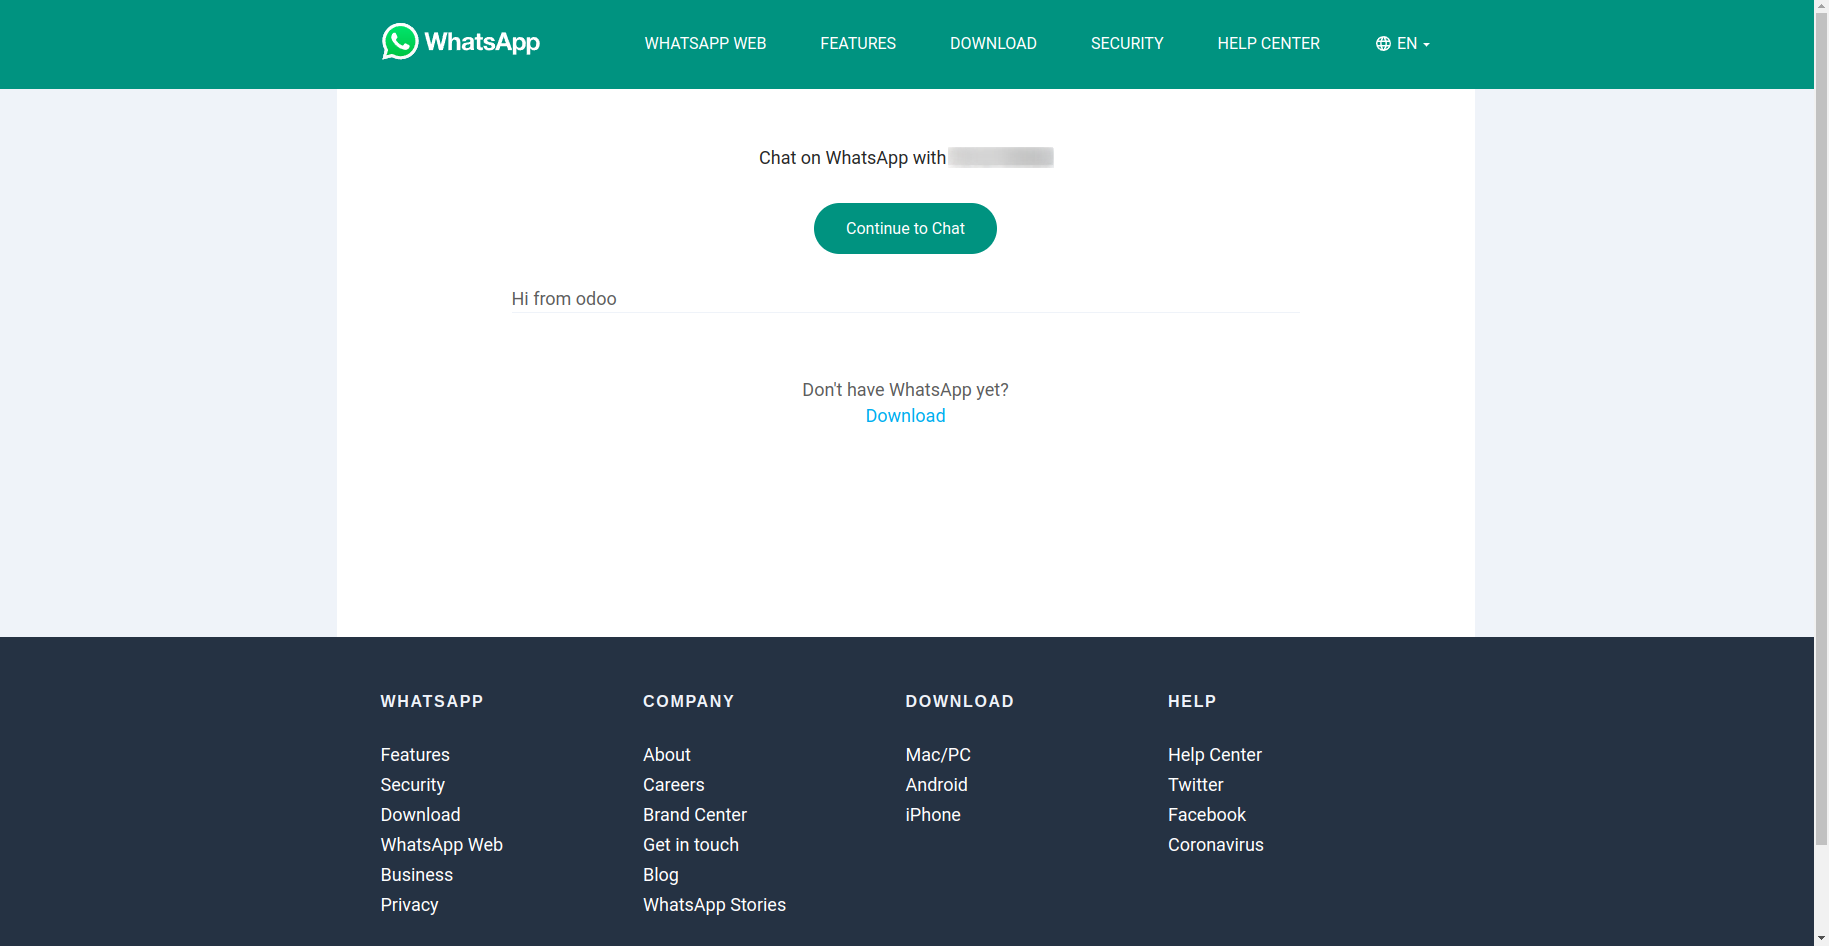 WhatsApp
WHATSAPP WEB
FEATURES
DOWNLOAD
SECURITY
HELP CENTER
EN
Chat on WhatsApp with
Continue to Chat
Hi from odoo
Don't have WhatsApp yet?
Download
WHATSAPP
Features
Security
Download
WhatsApp Web
Business
Privacy
COMPANY
About
Careers
Brand Center
Get in touch
Blog
WhatsApp Stories
DOWNLOAD
Mac/PC
Android
iPhone
HELP
Help Center
Twitter
Facebook
Coronavirus